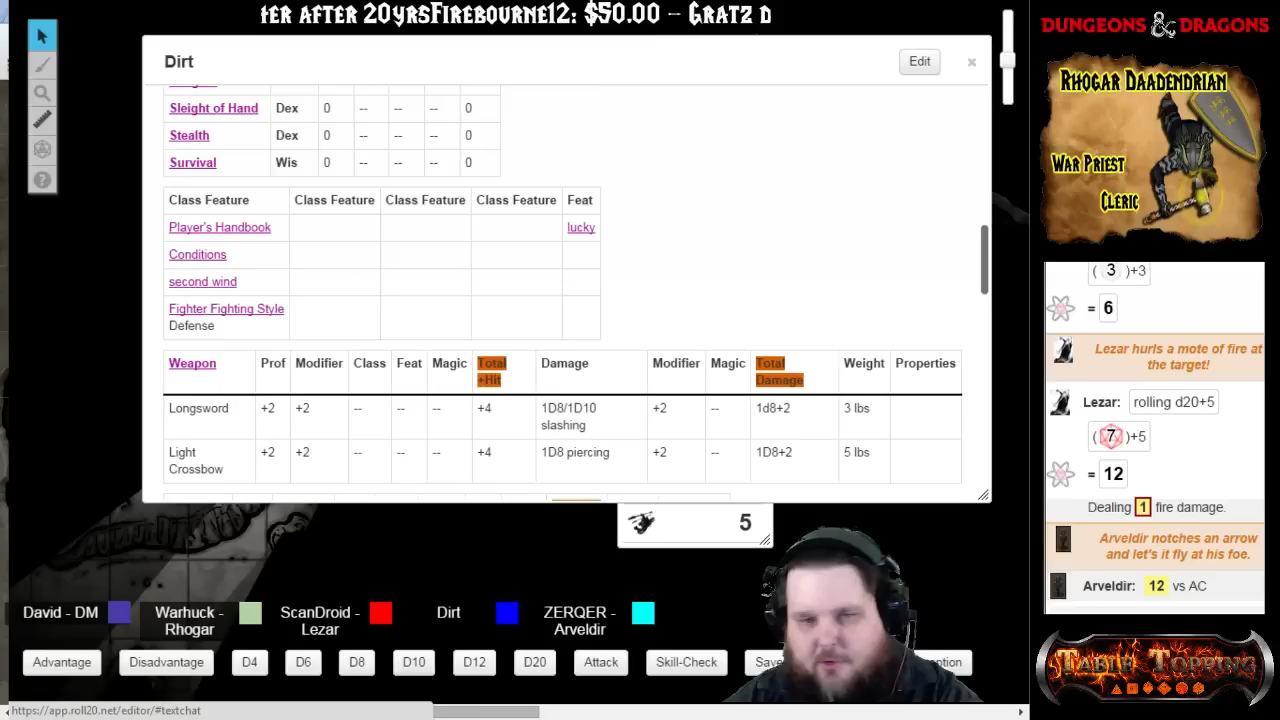 ter after 20yrsFirebourne12: $50.00 - Gratz d
Dirt
Edit
Sleight of Hand Dex 0 -- -- -- 0
Stealth Dex 0 -- -- -- 0
Survival Wis 0 -- -- -- 0
Class Feature Class Feature Class Feature Class Feature Feat
Player's Handbook lucky
Conditions
second wind
Fighter Fighting Style
Defense
Weapon Prof Modifier Class Feat Magic Total +Hit Damage Modifier Magic Total Damage Weight Properties
Longsword +2 +2 -- -- -- +4 1D8/1D10 slashing +2 -- 1d8+2 3 lbs
Light Crossbow +2 +2 -- -- -- +4 1D8 piercing +2 -- 1D8+2 5 lbs
5
David - DM
Warhuck - Rhogar
ScanDroid - Lezar
Dirt
ZERQER - Arveldir
Advantage Disadvantage D4 D6 D8 D10 D12 D20 Attack Skill-Check
https://app.roll20.net/editor/#textchat
Dungeons & Dragons
Rhogar Daadendrian
War Priest
Cleric
(3)+3
= 6
Lezar hurls a mote of fire at
the target!
Lezar: rolling d20+5
(7)+5
= 12
Dealing 1 fire damage.
Arveldir notches an arrow
and let's it fly at his foe.
Arveldir: 12 vs AC
Table Topping